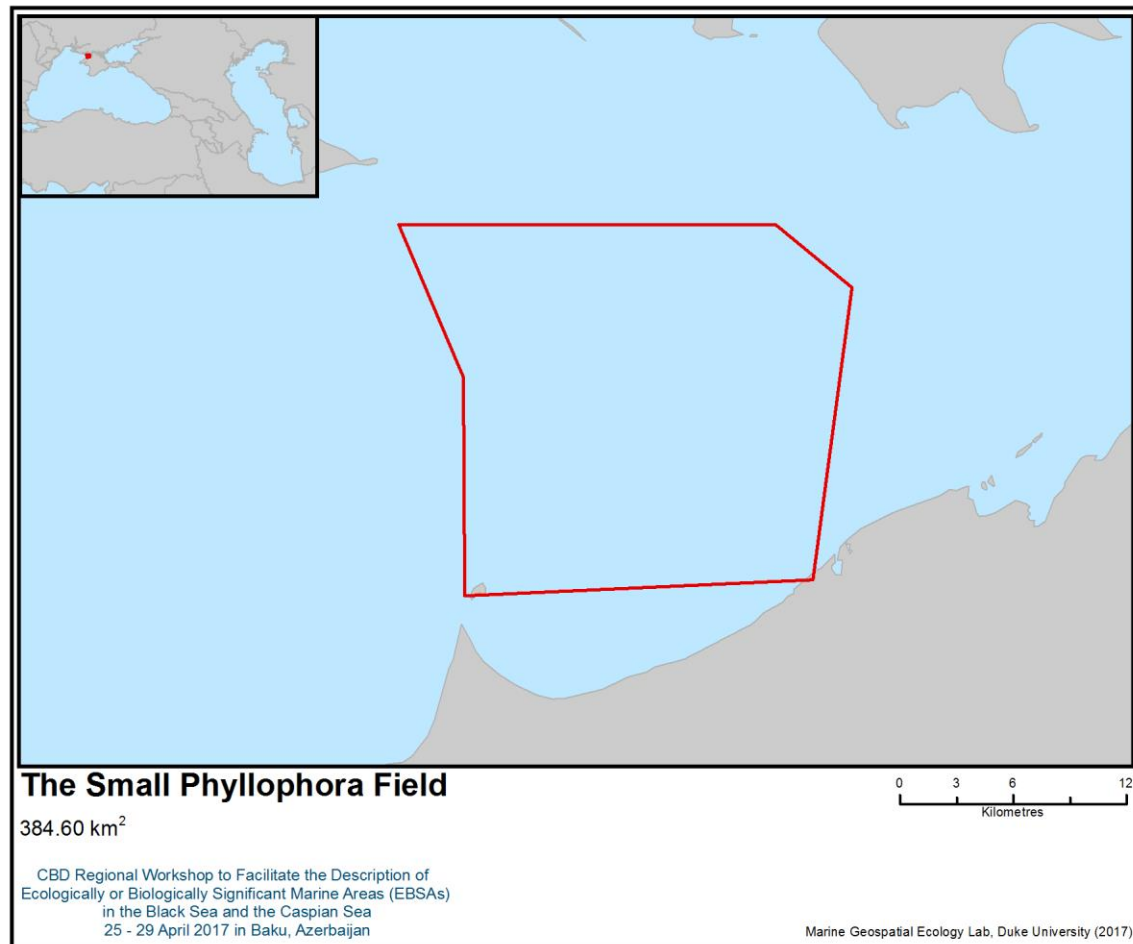 The Small Phyllophora Field
384.60 km²
0 3 6 12
Kilometres
CBD Regional Workshop to Facilitate the Description of
Ecologically or Biologically Significant Marine Areas (EBSAs)
in the Black Sea and the Caspian Sea
25 - 29 April 2017 in Baku, Azerbaijan
Marine Geospatial Ecology Lab, Duke University (2017)